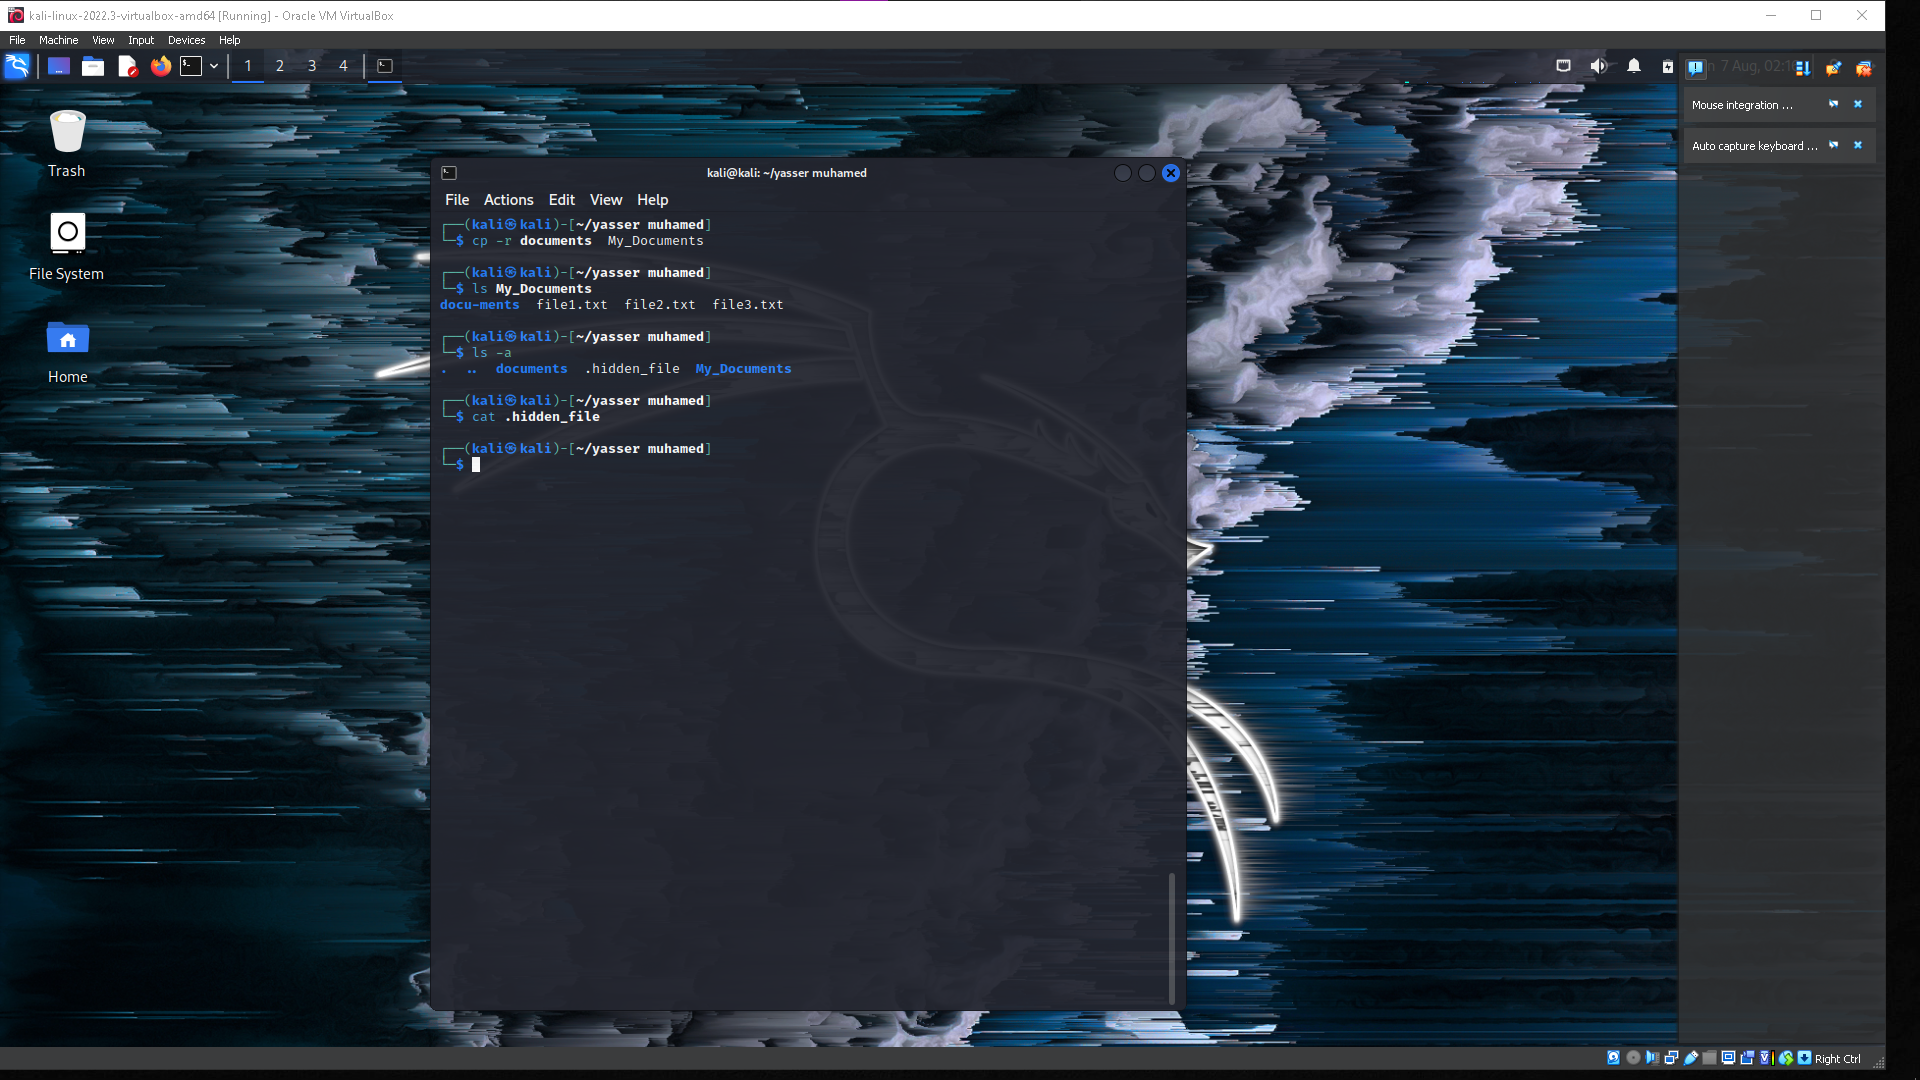 kali-linux-2022.3-virtualbox-amd64 [Running] - Oracle VM VirtualBox
File Machine View Input Devices Help
1 2 3 4
7 Aug, 02:1
Mouse integration ...
Auto capture keyboard ...
Trash
File System
Home
kali@kali: ~/yasser muhamed
File Actions Edit View Help
┌──(kali㉿kali)-[~/yasser muhamed]
└─$ cp -r documents  My_Documents
┌──(kali㉿kali)-[~/yasser muhamed]
└─$ ls My_Documents
docu-ments  file1.txt  file2.txt  file3.txt
┌──(kali㉿kali)-[~/yasser muhamed]
└─$ ls -a
.  ..  documents  .hidden_file  My_Documents
┌──(kali㉿kali)-[~/yasser muhamed]
└─$ cat .hidden_file
┌──(kali㉿kali)-[~/yasser muhamed]
└─$
Right Ctrl